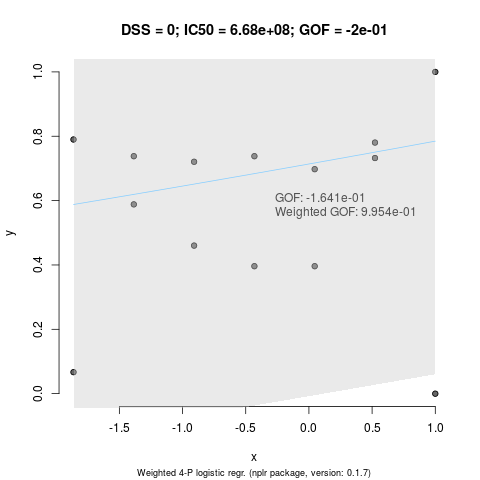 DSS = 0; IC50 = 6.68e+08; GOF = -2e-01
1.0
0.8
0.6
0.4
0.2
0.0
y
GOF: -1.641e-01
Weighted GOF: 9.954e-01
-1.5 -1.0 -0.5 0.0 0.5 1.0
x
Weighted 4-P logistic regr. (nplr package, version: 0.1.7)